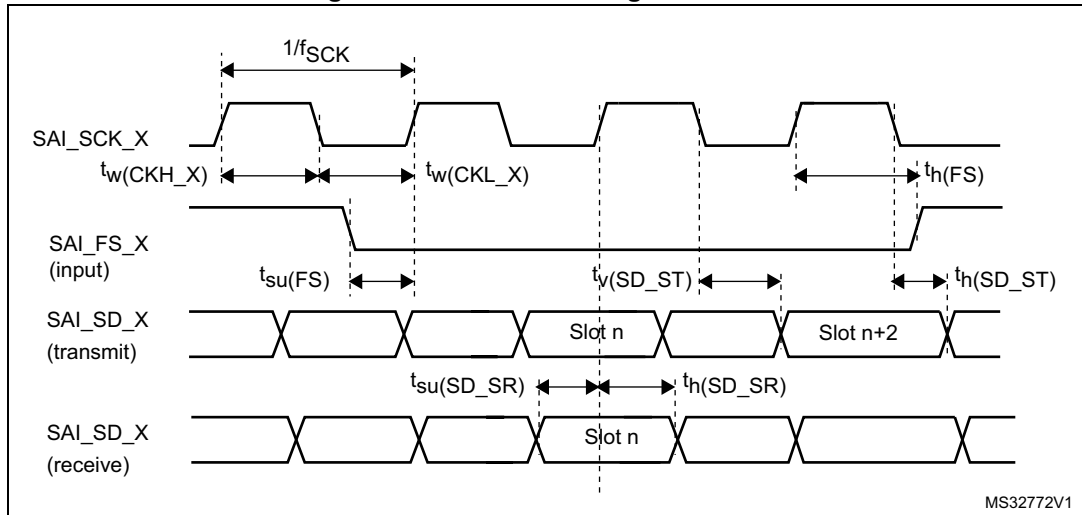 1/fSCK
SAI_SCK_X
tw(CKH_X)
tw(CKL_X)
th(FS)
SAI_FS_X
(input)
tsu(FS)
tv(SD_ST)
th(SD_ST)
SAI_SD_X
(transmit)
Slot n
Slot n+2
tsu(SD_SR)
th(SD_SR)
SAI_SD_X
(receive)
Slot n
MS32772V1